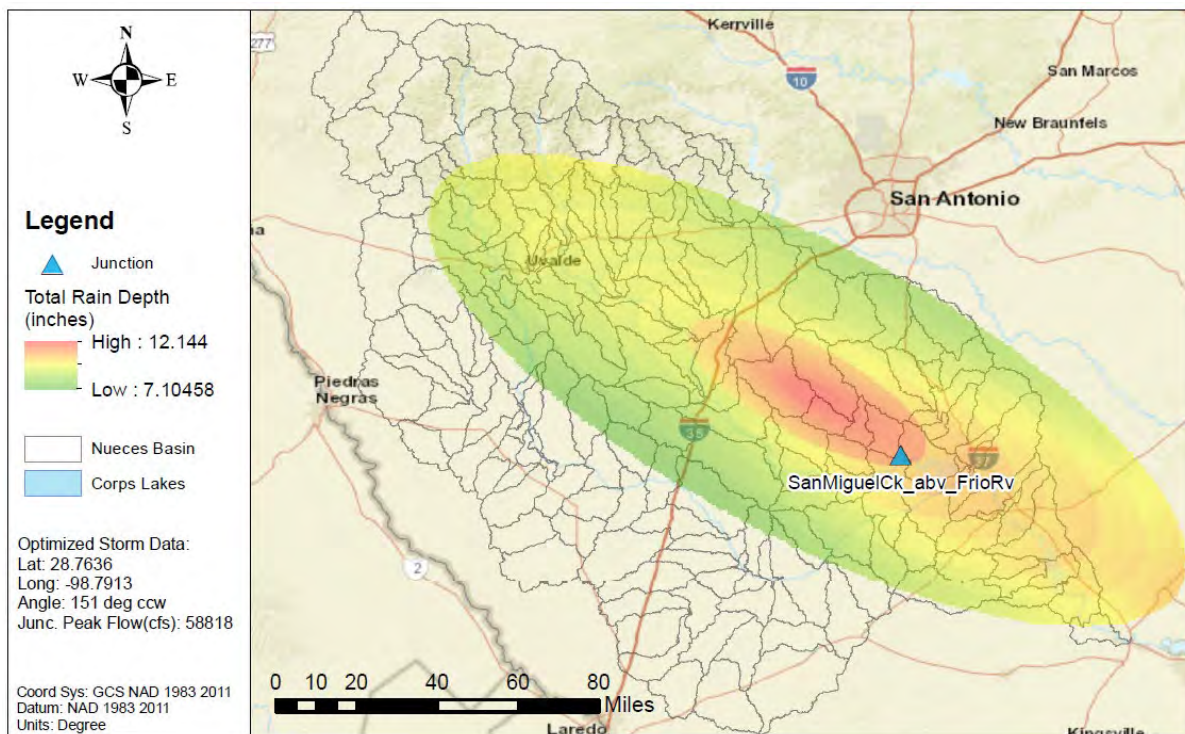 N
W E
S
Legend
Junction
Total Rain Depth
(inches)
High : 12.144
Low : 7.10458
Nueces Basin
Corps Lakes
Optimized Storm Data:
Lat: 28.7636
Long: -98.7913
Angle: 151 deg ccw
Junc. Peak Flow(cfs): 58818
Coord Sys: GCS NAD 1983 2011
Datum: NAD 1983 2011
Units: Degree
277
Kerrville
10
San Marcos
New Braunfels
San Antonio
na
Uvalde
Piedras
Negras
35
37
SanMiguelCk_abv_FrioRv
2
0 10 20 40 60 80
Miles
Laredo
Kingsville